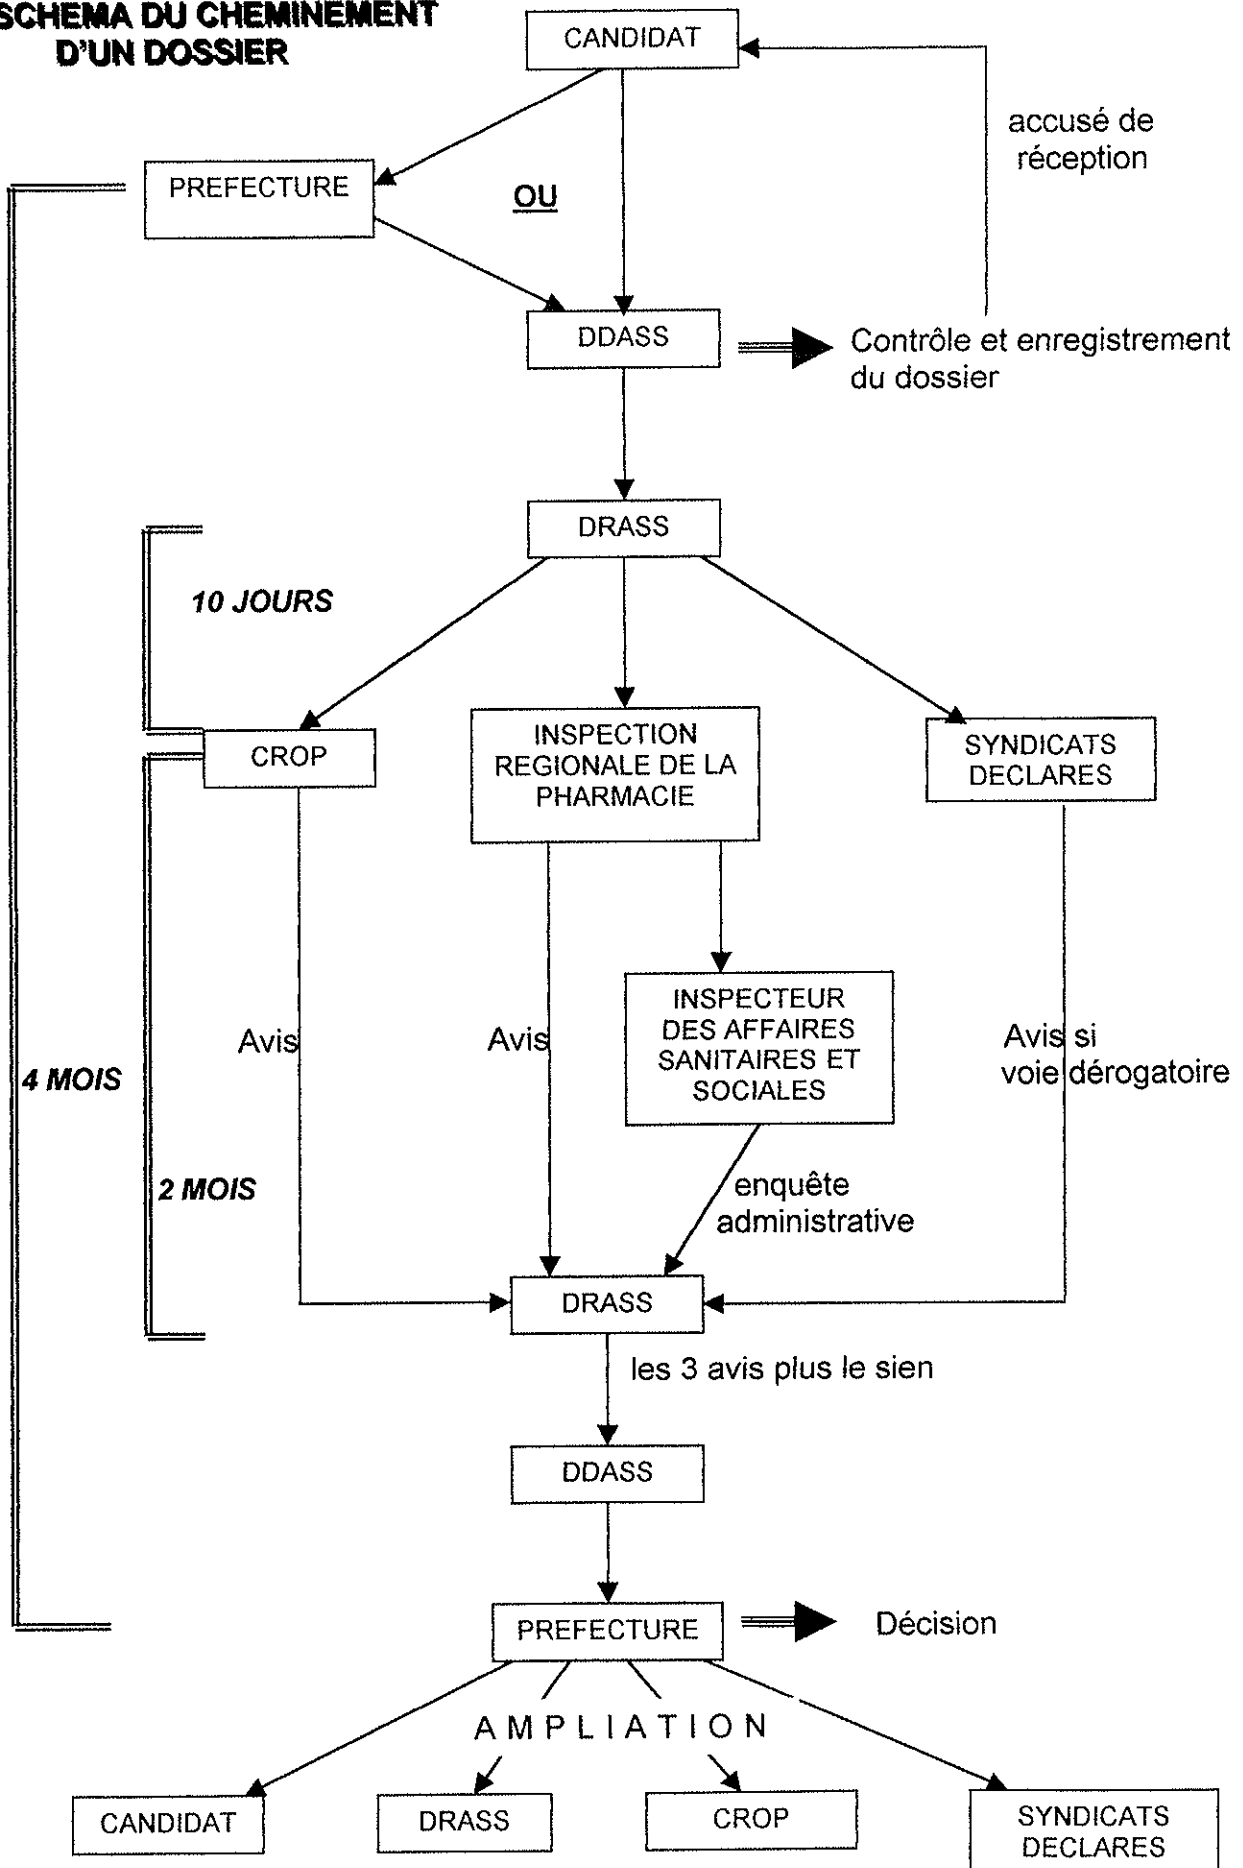 SCHEMA DU CHEMINEMENT
D'UN DOSSIER
CANDIDAT
accusé de
réception
PREFECTURE
OU
DDASS
Contrôle et enregistrement
du dossier
DRASS
10 JOURS
CROP
INSPECTION
REGIONALE DE LA
PHARMACIE
SYNDICATS
DECLARES
INSPECTEUR
DES AFFAIRES
SANITAIRES ET
SOCIALES
Avis
Avis
Avis si
voie dérogatoire
4 MOIS
2 MOIS
enquête
administrative
DRASS
les 3 avis plus le sien
DDASS
PREFECTURE
Décision
AMPLIATION
CANDIDAT
DRASS
CROP
SYNDICATS
DECLARES